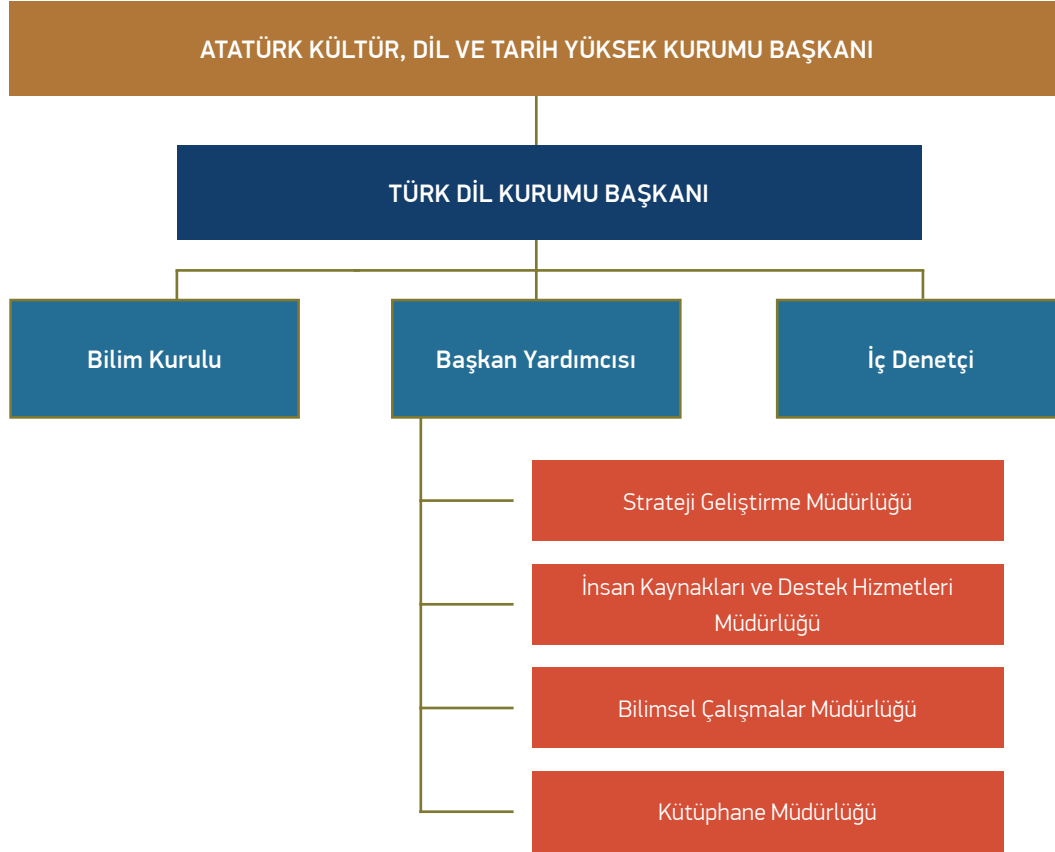 ATATÜRK KÜLTÜR, DİL VE TARİH YÜKSEK KURUMU BAŞKANI
TÜRK DİL KURUMU BAŞKANI
Bilim Kurulu
Başkan Yardımcısı
İç Denetçi
Strateji Geliştirme Müdürlüğü
İnsan Kaynakları ve Destek Hizmetleri
Müdürlüğü
Bilimsel Çalışmalar Müdürlüğü
Kütüphane Müdürlüğü